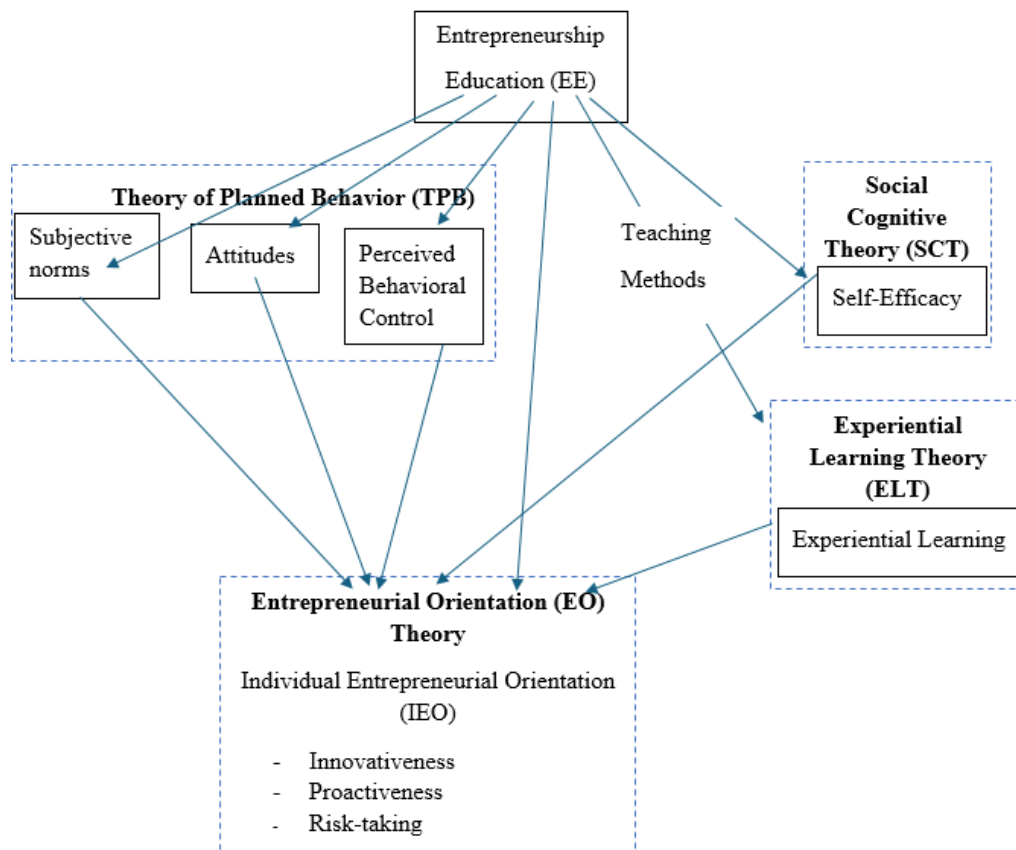 Entrepreneurship
Education (EE)
Theory of Planned Behavior (TPB)
Subjective
norms
Attitudes
Perceived
Behavioral
Control
Teaching
Methods
Social
Cognitive
Theory (SCT)
Self-Efficacy
Experiential
Learning Theory
(ELT)
Experiential Learning
Entrepreneurial Orientation (EO)
Theory
Individual Entrepreneurial Orientation
(IEO)
- Innovativeness
- Proactiveness
- Risk-taking